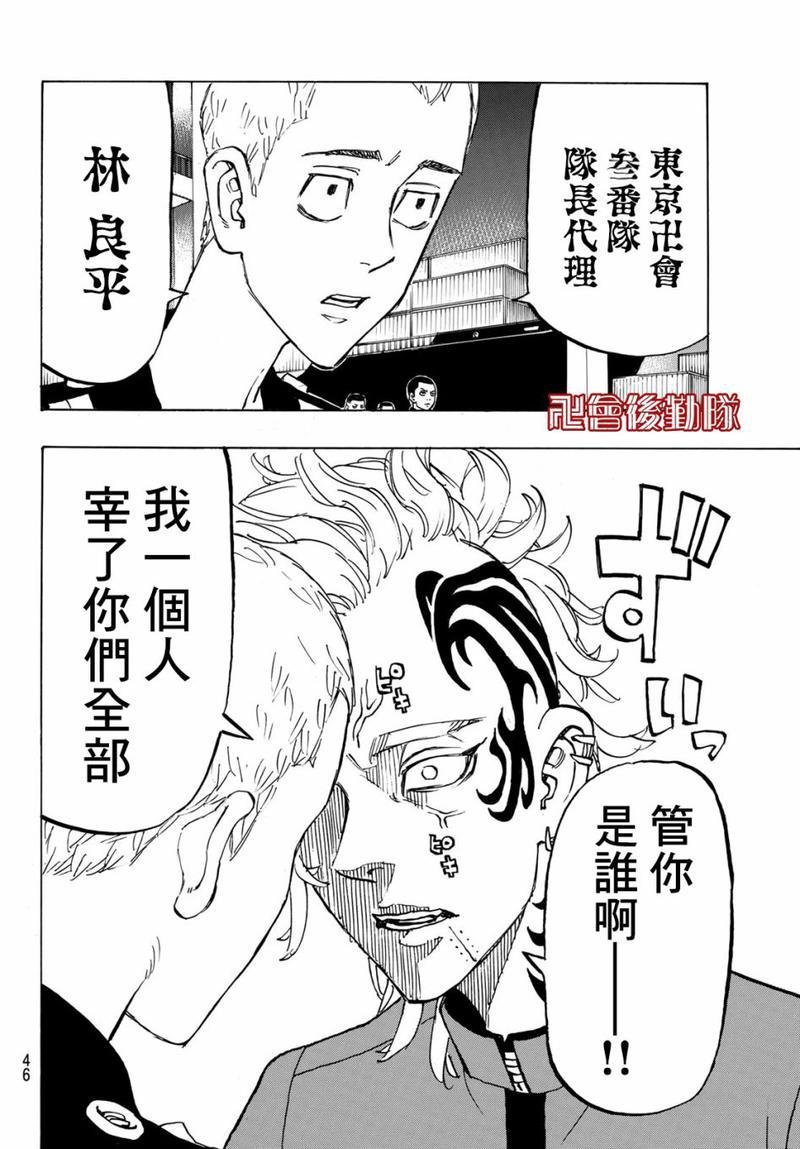 東京卍會
叁番隊
隊長代理
林 良平
卍會後勤隊
ずいっ
管你
是誰啊——!!
ピキ
ピキ
我一個人
宰了你們全部
46